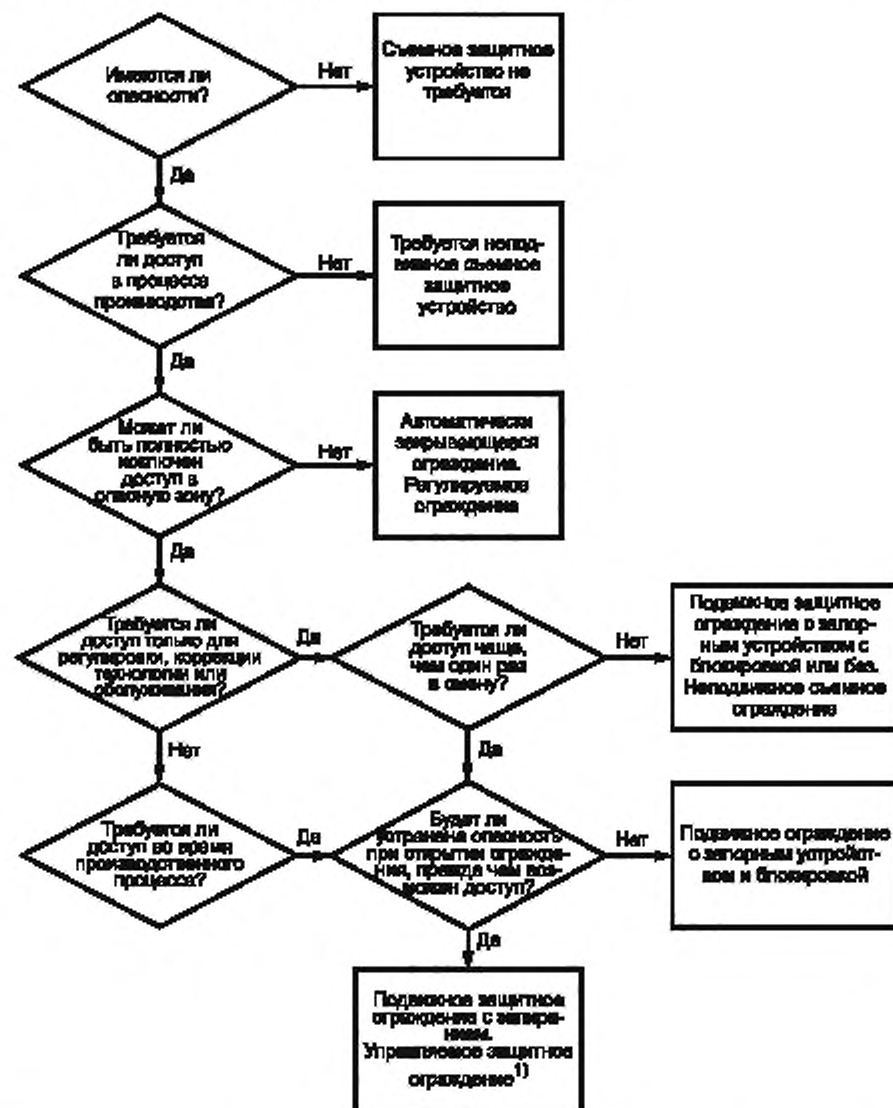 Имеются ли
опасности?
Нет
Съемное защитное
устройство не
требуется
Да
Требуется
ли доступ
в процессе
производства?
Нет
Требуется непод-
вижное съемное
защитное
устройство
Да
Может ли
быть полностью
исключен
доступ в
опасную зону?
Нет
Автоматически
закрывающееся
ограждение.
Регулируемое
ограждение
Да
Требуется ли
доступ только для
регулировки, коррекции
технологии или
обслуживания?
Да
Требуется ли
доступ чаще,
чем один раз
в смену?
Нет
Подвижное защитное
ограждение с запор-
ным устройством с
блокировкой или без.
Неподвижное съемное
ограждение
Нет
Да
Требуется ли
доступ во время
производственного
процесса?
Да
Будет ли
устранена опасность
при открытии огражде-
ния, прежде чем воз-
можен доступ?
Нет
Подвижное ограждение
с запорным устройст-
вом и блокировкой
Да
Подвижное защитное
ограждение с запира-
нием.
Управляемое защитное
ограждение1)